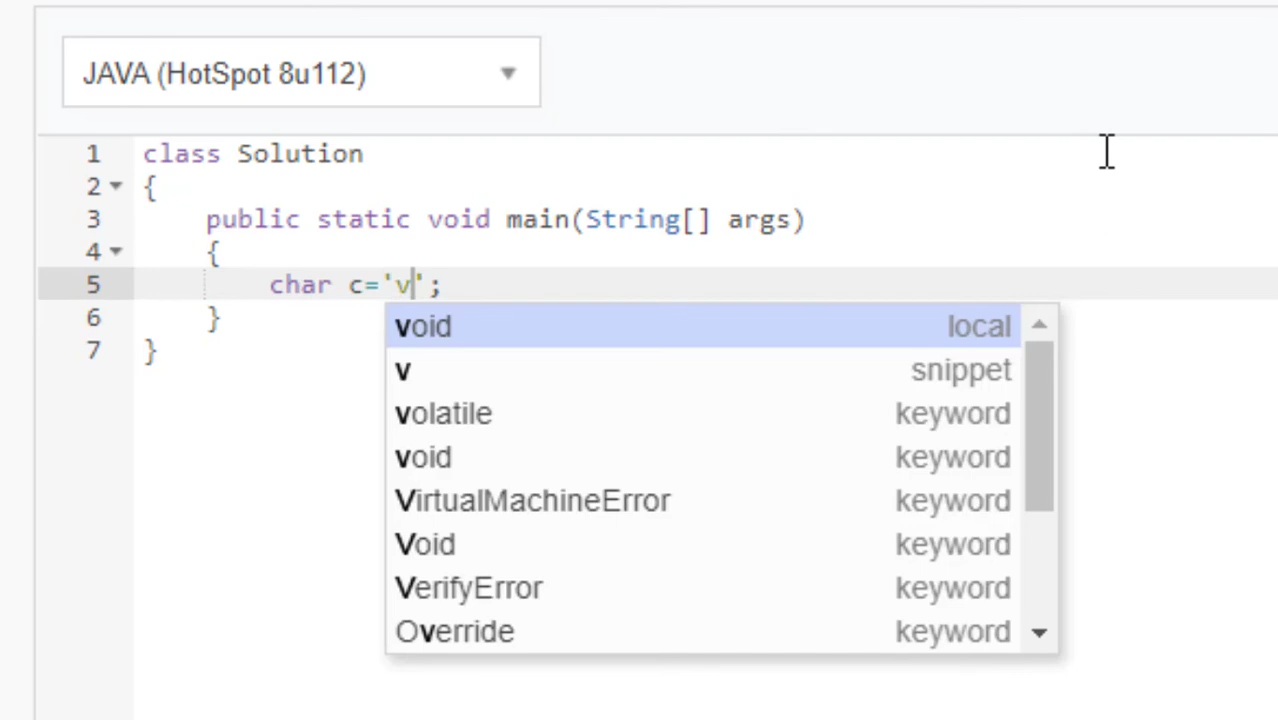 JAVA (HotSpot 8u112)
1 class Solution
2 {
3 public static void main(String[] args)
4 {
5 char c='v';
6 }
7 }
void local
v snippet
volatile keyword
void keyword
VirtualMachineError keyword
Void keyword
VerifyError keyword
Override keyword